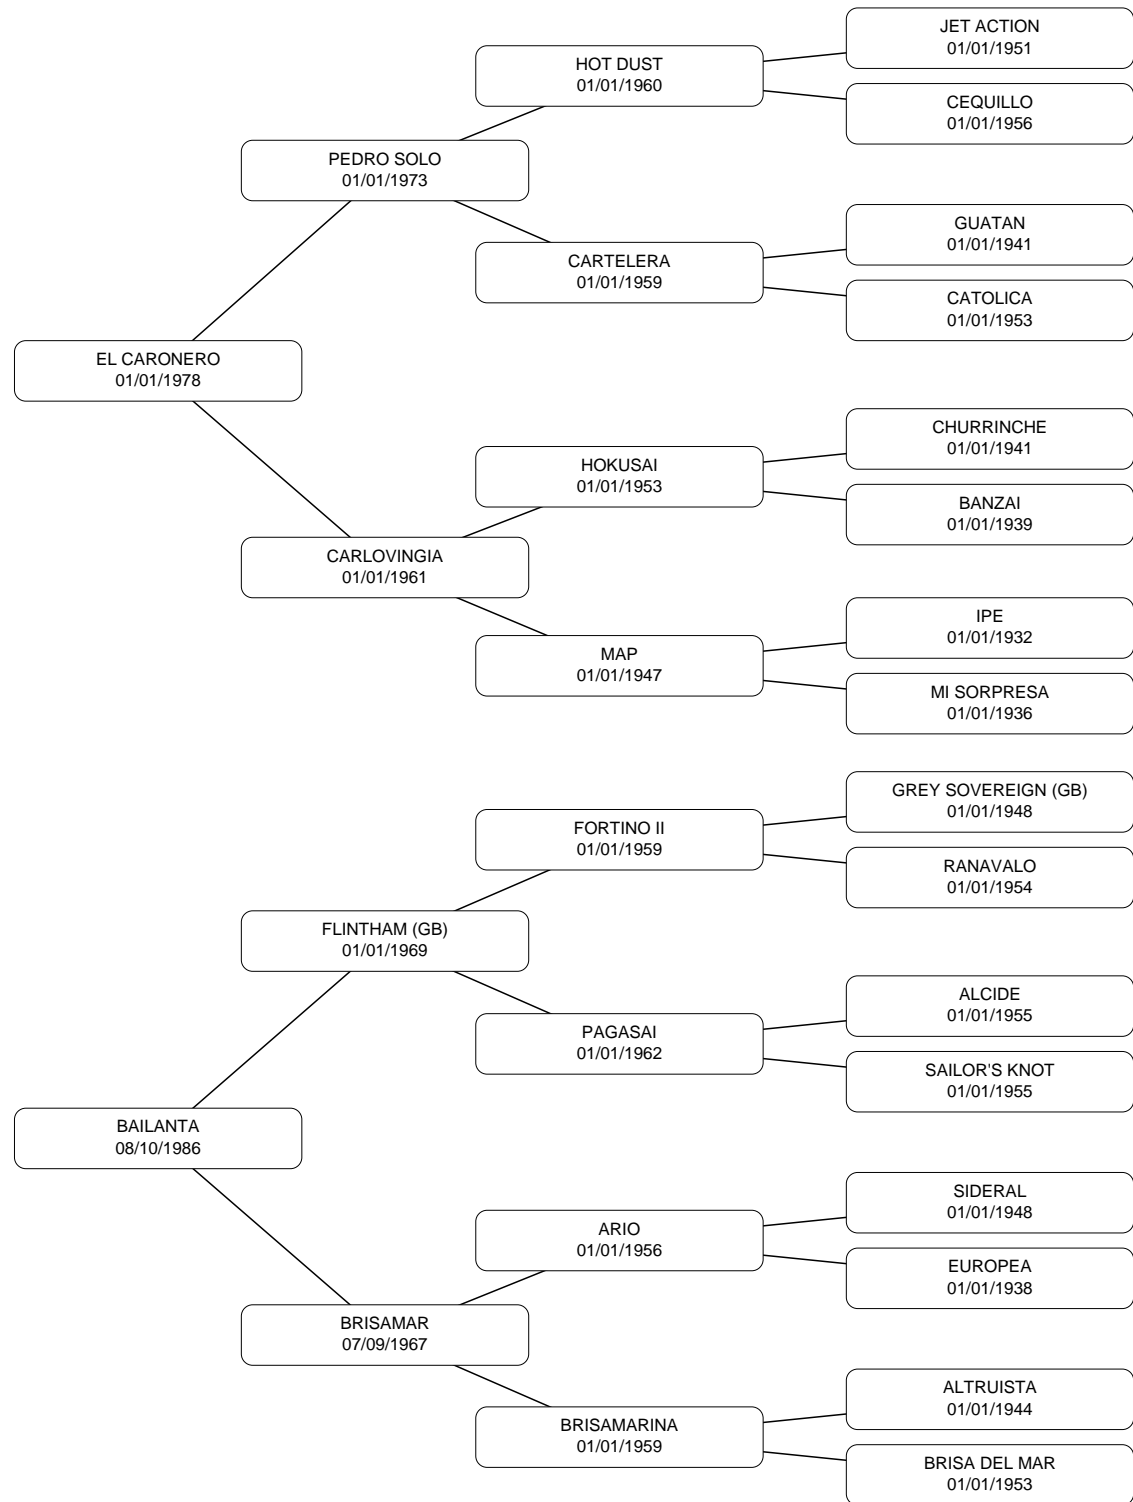 JET ACTION
01/01/1951
HOT DUST
01/01/1960
CEQUILLO
01/01/1956
PEDRO SOLO
01/01/1973
GUATAN
01/01/1941
CARTELERA
01/01/1959
CATOLICA
01/01/1953
EL CARONERO
01/01/1978
CHURRINCHE
01/01/1941
HOKUSAI
01/01/1953
BANZAI
01/01/1939
CARLOVINGIA
01/01/1961
IPE
01/01/1932
MAP
01/01/1947
MI SORPRESA
01/01/1936
GREY SOVEREIGN (GB)
01/01/1948
FORTINO II
01/01/1959
RANAVALO
01/01/1954
FLINTHAM (GB)
01/01/1969
ALCIDE
01/01/1955
PAGASAI
01/01/1962
SAILOR'S KNOT
01/01/1955
BAILANTA
08/10/1986
SIDERAL
01/01/1948
ARIO
01/01/1956
EUROPEA
01/01/1938
BRISAMAR
07/09/1967
ALTRUISTA
01/01/1944
BRISAMARINA
01/01/1959
BRISA DEL MAR
01/01/1953